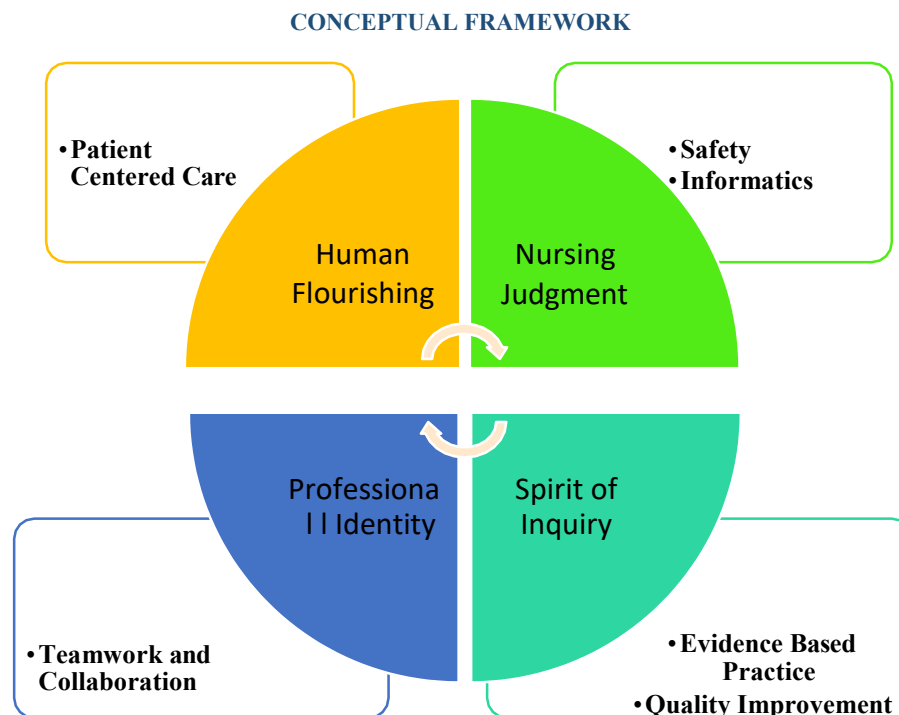 CONCEPTUAL FRAMEWORK
•Patient
Centered Care
•Safety
•Informatics
Human
Flourishing
Nursing
Judgment
Professiona
l l Identity
Spirit of
Inquiry
•Teamwork and
Collaboration
•Evidence Based
Practice
•Quality Improvement